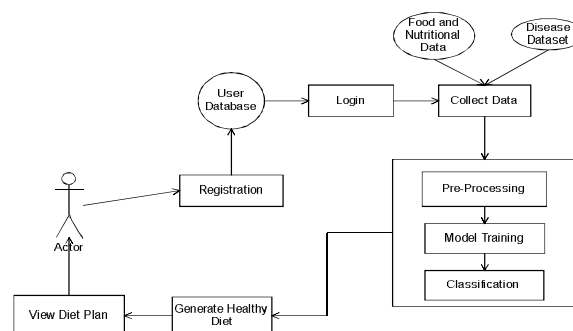 Food and
Nutritional
Data
Disease
Dataset
User
Database
Login
Collect Data
Registration
Pre-Processing
Model Training
Classification
Actor
View Diet Plan
Generate Healthy
Diet